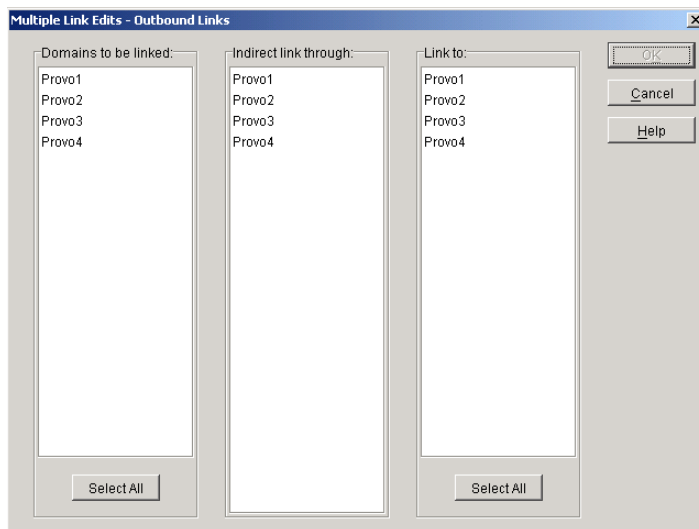 Multiple Link Edits - Outbound Links
Domains to be linked:
Provo1
Provo2
Provo3
Provo4
Select All
Indirect link through:
Provo1
Provo2
Provo3
Provo4
Link to:
Provo1
Provo2
Provo3
Provo4
Select All
OK
Cancel
Help